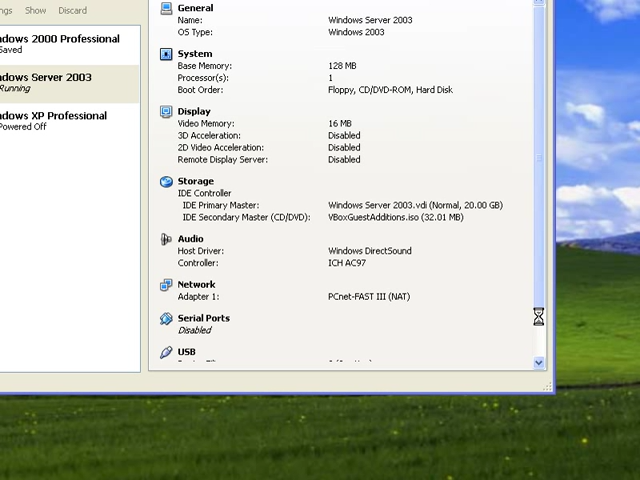 ngs Show Discard
ndows 2000 Professional
Saved
ndows Server 2003
Running
ndows XP Professional
Powered Off
General
Name: Windows Server 2003
OS Type: Windows 2003
System
Base Memory: 128 MB
Processor(s): 1
Boot Order: Floppy, CD/DVD-ROM, Hard Disk
Display
Video Memory: 16 MB
3D Acceleration: Disabled
2D Video Acceleration: Disabled
Remote Display Server: Disabled
Storage
IDE Controller
IDE Primary Master: Windows Server 2003.vdi (Normal, 20.00 GB)
IDE Secondary Master (CD/DVD): VBoxGuestAdditions.iso (32.01 MB)
Audio
Host Driver: Windows DirectSound
Controller: ICH AC97
Network
Adapter 1: PCnet-FAST III (NAT)
Serial Ports
Disabled
USB